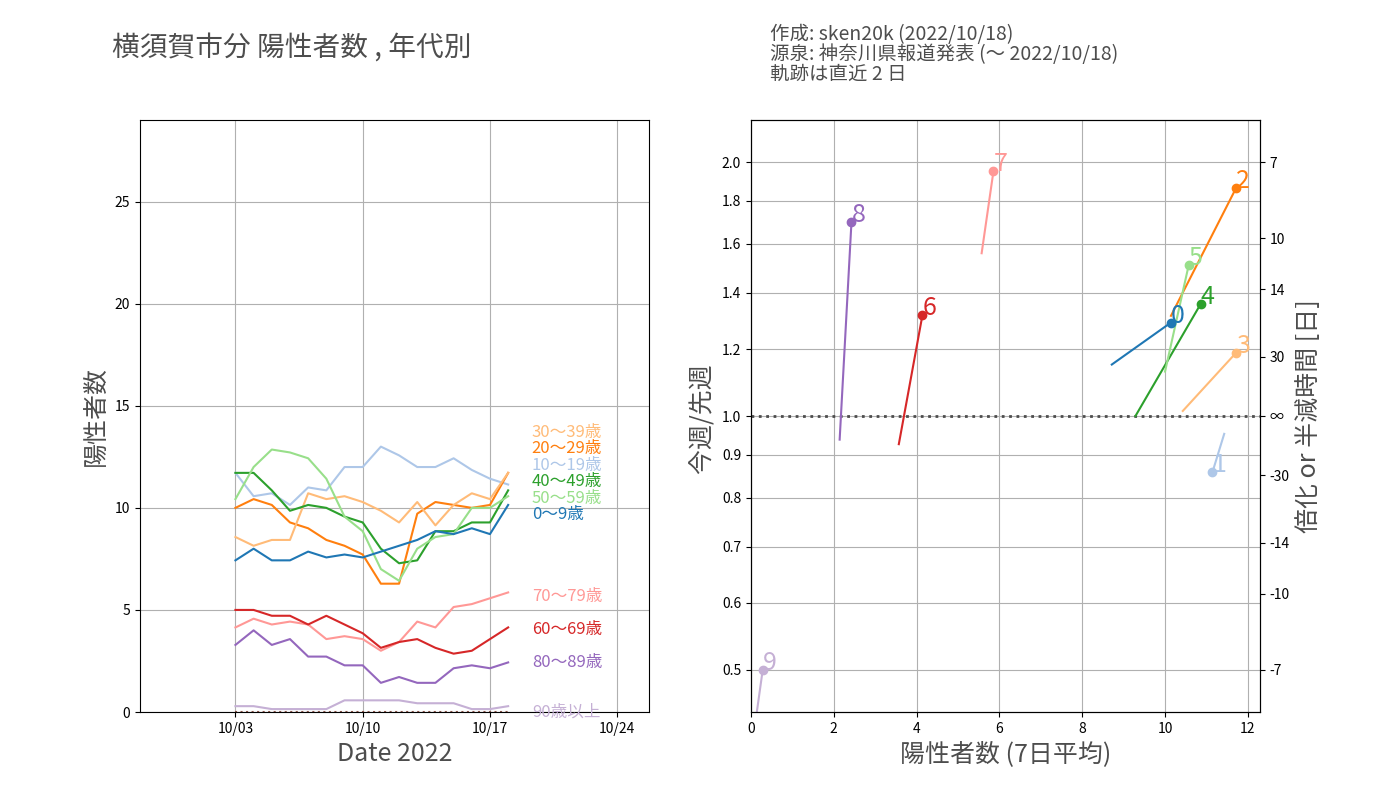 横須賀市分 陽性者数 , 年代別
作成: sken20k (2022/10/18)
源泉: 神奈川県報道発表 (～ 2022/10/18)
軌跡は直近 2 日
陽性者数
25
20
15
10
5
0
10/03
10/10
10/17
10/24
Date 2022
30～39歳
20～29歳
10～19歳
40～49歳
50～59歳
0～9歳
70～79歳
60～69歳
80～89歳
90歳以上
今週/先週
2.0
1.8
1.6
1.4
1.2
1.0
0.9
0.8
0.7
0.6
0.5
0
2
4
6
8
10
12
陽性者数 (7日平均)
7
2
8
5
4
6
0
3
1
9
7
10
14
30
∞
-30
-14
-10
-7
倍化 or 半減時間 [日]